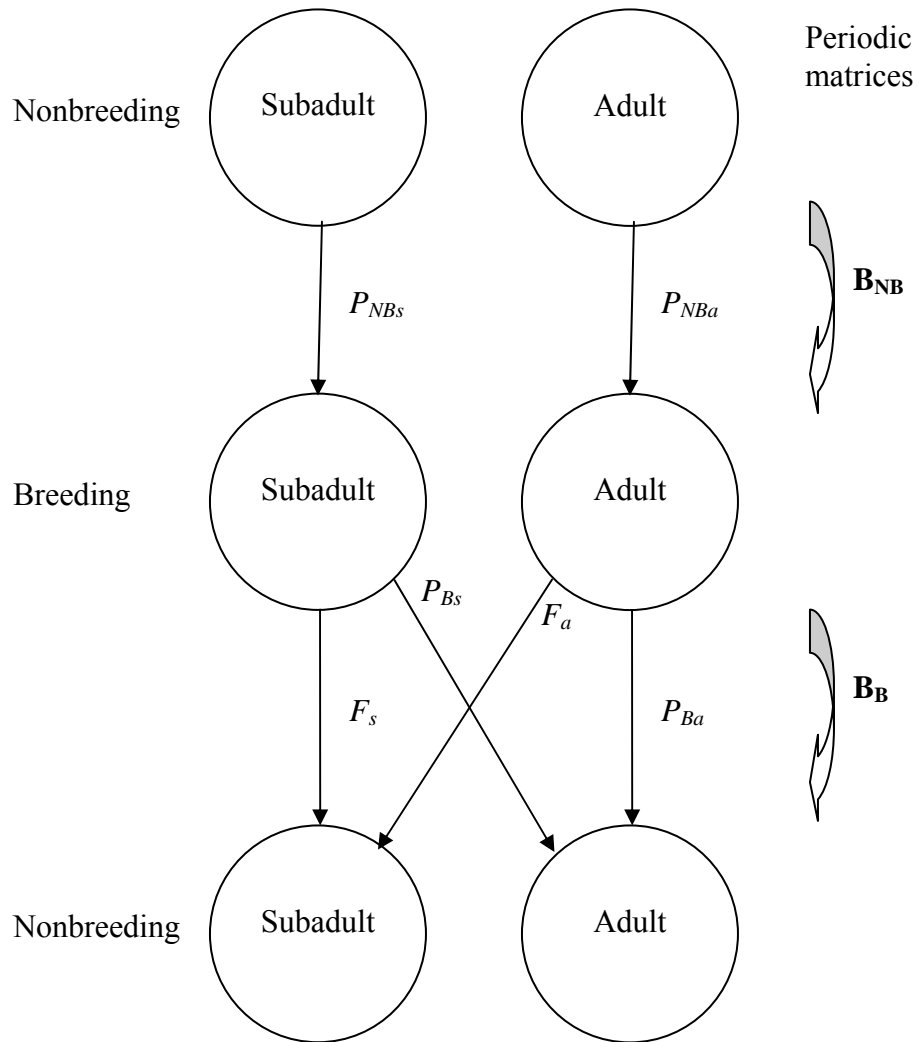 Periodic
matrices
Nonbreeding
Subadult
Adult
P_NBs
P_NBa
B_NB
Breeding
Subadult
Adult
P_Bs
F_a
F_s
P_Ba
B_B
Nonbreeding
Subadult
Adult